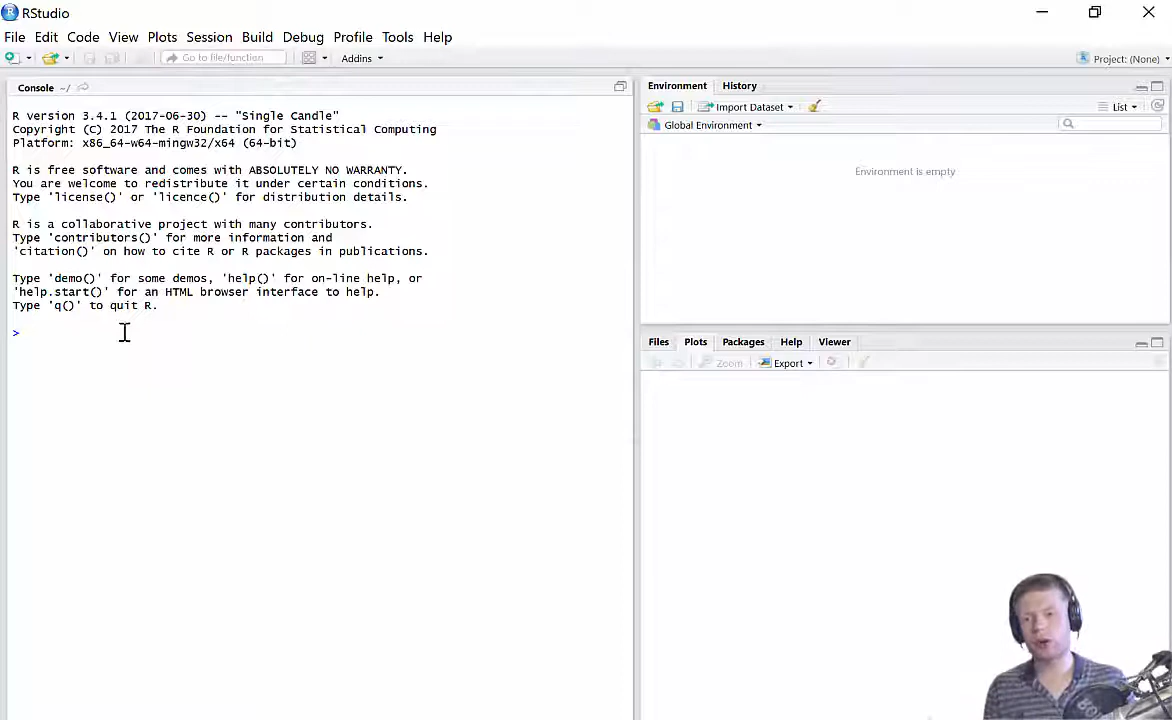 RStudio
File Edit Code View Plots Session Build Debug Profile Tools Help
Go to file/function Addins Project: (None)
Console ~/
R version 3.4.1 (2017-06-30) -- "Single Candle"
Copyright (C) 2017 The R Foundation for Statistical Computing
Platform: x86_64-w64-mingw32/x64 (64-bit)
R is free software and comes with ABSOLUTELY NO WARRANTY.
You are welcome to redistribute it under certain conditions.
Type 'license()' or 'licence()' for distribution details.
R is a collaborative project with many contributors.
Type 'contributors()' for more information and
'citation()' on how to cite R or R packages in publications.
Type 'demo()' for some demos, 'help()' for on-line help, or
'help.start()' for an HTML browser interface to help.
Type 'q()' to quit R.
>
Environment History
Import Dataset List
Global Environment
Environment is empty
Files Plots Packages Help Viewer
Zoom Export